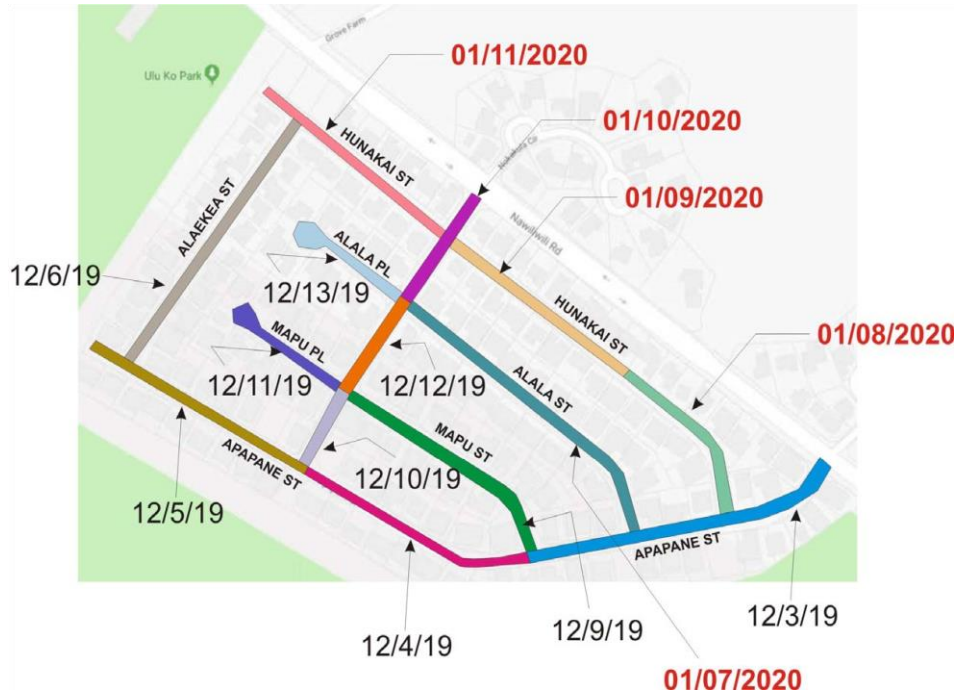 Grove Farm
01/11/2020
Ulu Ko Park
01/10/2020
HUNAKAI ST
Nokekula Ce
01/09/2020
ALAEKEA ST
Nawiliwili Rd
ALALA PL
12/6/19
12/13/19
HUNAKAI ST
01/08/2020
MAPU PL
12/11/19
12/12/19
ALALA ST
MAPU ST
APAPANE ST
12/10/19
12/5/19
APAPANE ST
12/4/19
12/9/19
12/3/19
01/07/2020